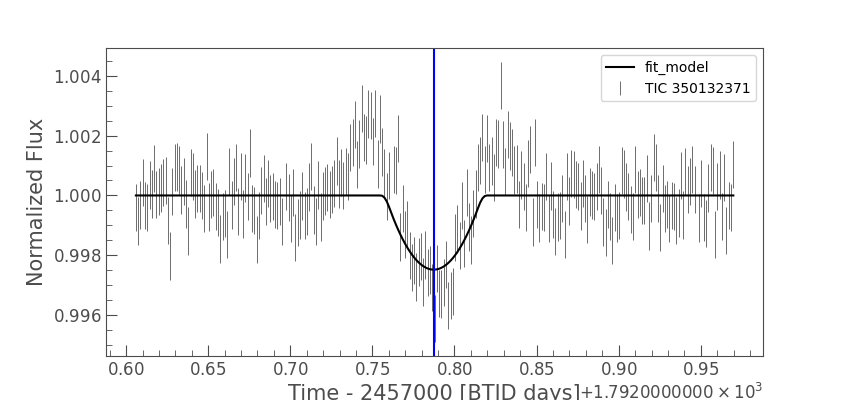 1.004
1.002
1.000
0.998
0.996
Normalized Flux
fit_model
TIC 350132371
0.60 0.65 0.70 0.75 0.80 0.85 0.90 0.95
Time - 2457000 [BTJD days]
+1.7920000000 × 10³